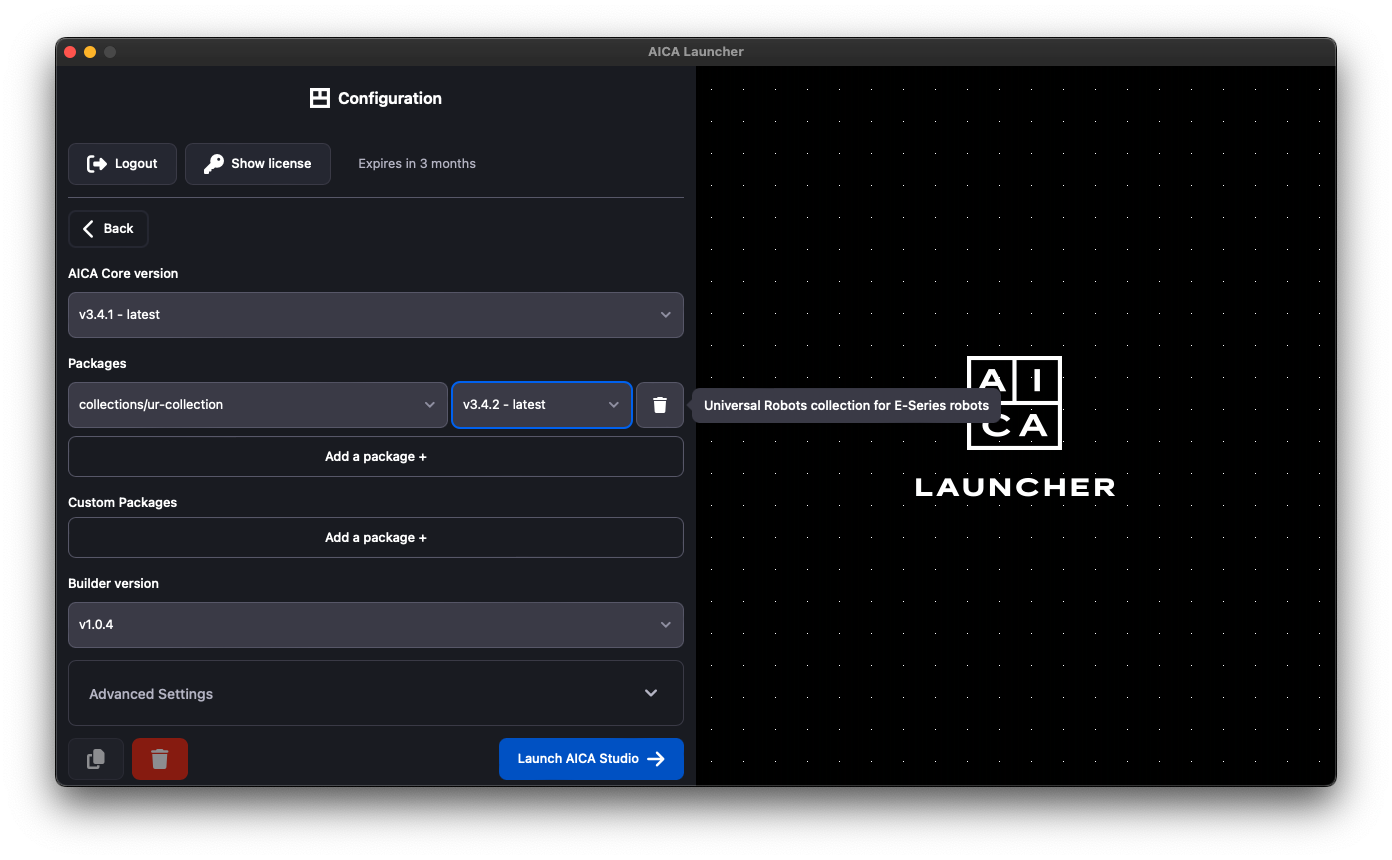 AICA Launcher
Configuration
Logout
Show license
Expires in 3 months
Back
AICA Core version
v3.4.1 - latest
Packages
collections/ur-collection
v3.4.2 - latest
Universal Robots collection for E-Series robots
Add a package +
Custom Packages
Add a package +
Builder version
v1.0.4
Advanced Settings
Launch AICA Studio
A I
C A
LAUNCHER